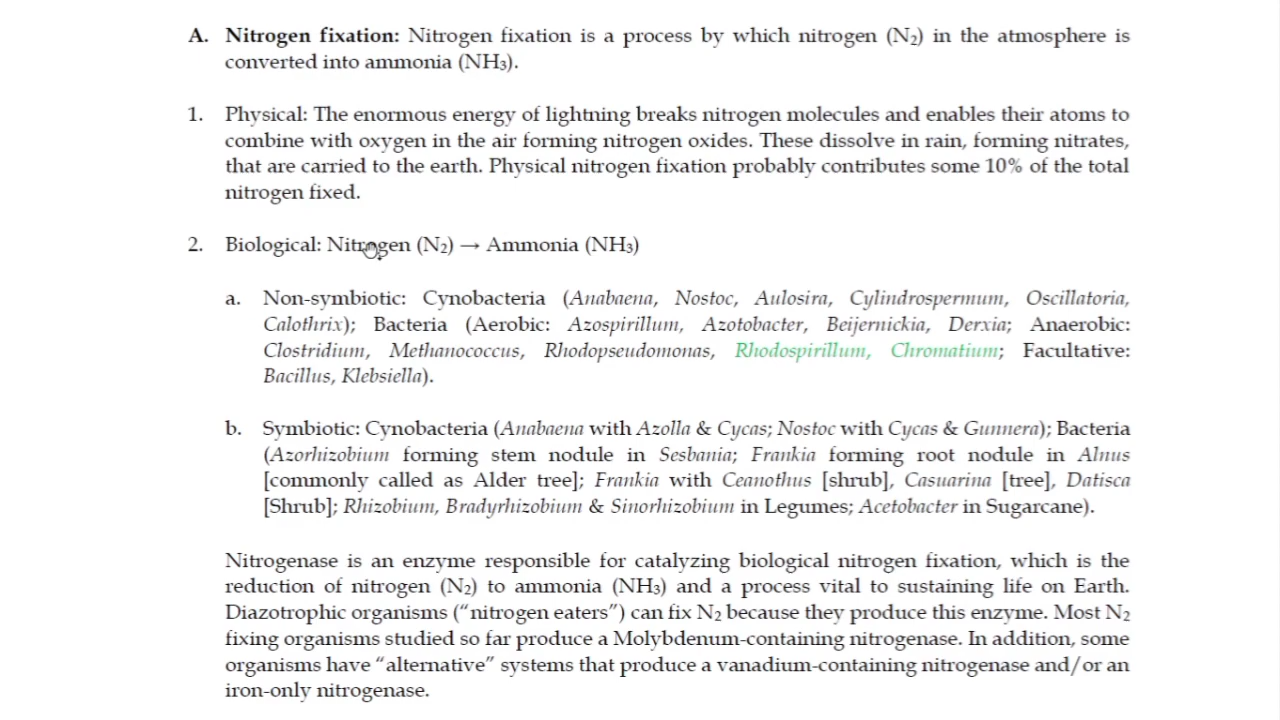 A. Nitrogen fixation: Nitrogen fixation is a process by which nitrogen (N₂) in the atmosphere is
converted into ammonia (NH₃).
1. Physical: The enormous energy of lightning breaks nitrogen molecules and enables their atoms to
combine with oxygen in the air forming nitrogen oxides. These dissolve in rain, forming nitrates,
that are carried to the earth. Physical nitrogen fixation probably contributes some 10% of the total
nitrogen fixed.
2. Biological: Nitrogen (N₂) → Ammonia (NH₃)
a. Non-symbiotic: Cynobacteria (Anabaena, Nostoc, Aulosira, Cylindrospermum, Oscillatoria,
Calothrix); Bacteria (Aerobic: Azospirillum, Azotobacter, Beijernickia, Derxia; Anaerobic:
Clostridium, Methanococcus, Rhodopseudomonas, Rhodospirillum, Chromatium; Facultative:
Bacillus, Klebsiella).
b. Symbiotic: Cynobacteria (Anabaena with Azolla & Cycas; Nostoc with Cycas & Gunnera); Bacteria
(Azorhizobium forming stem nodule in Sesbania; Frankia forming root nodule in Alnus
[commonly called as Alder tree]; Frankia with Ceanothus [shrub], Casuarina [tree], Datisca
[Shrub]; Rhizobium, Bradyrhizobium & Sinorhizobium in Legumes; Acetobacter in Sugarcane).
Nitrogenase is an enzyme responsible for catalyzing biological nitrogen fixation, which is the
reduction of nitrogen (N₂) to ammonia (NH₃) and a process vital to sustaining life on Earth.
Diazotrophic organisms (“nitrogen eaters”) can fix N₂ because they produce this enzyme. Most N₂
fixing organisms studied so far produce a Molybdenum-containing nitrogenase. In addition, some
organisms have “alternative” systems that produce a vanadium-containing nitrogenase and/or an
iron-only nitrogenase.